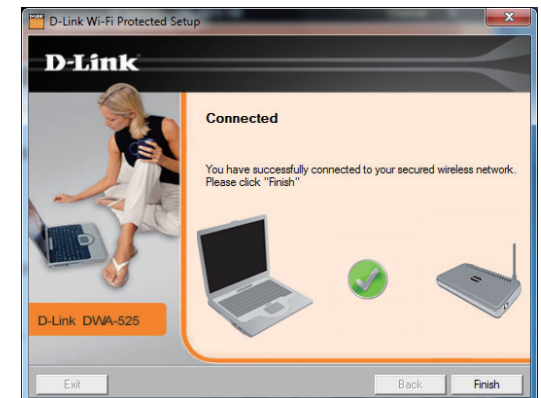 D-Link Wi-Fi Protected Setup
D-Link
Connected
You have successfully connected to your secured wireless network.
Please click "Finish"
D-Link DWA-525
Exit
Back
Finish